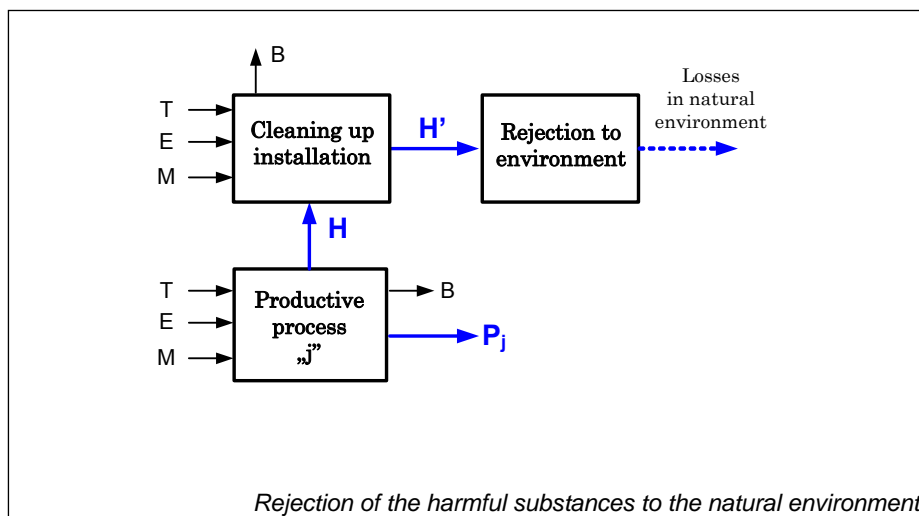 B
Losses
in natural
environment
T
E
M
Cleaning up
installation
H'
Rejection to
environment
H
T
E
M
Productive
process
„j”
B
Pj
Rejection of the harmful substances to the natural environment